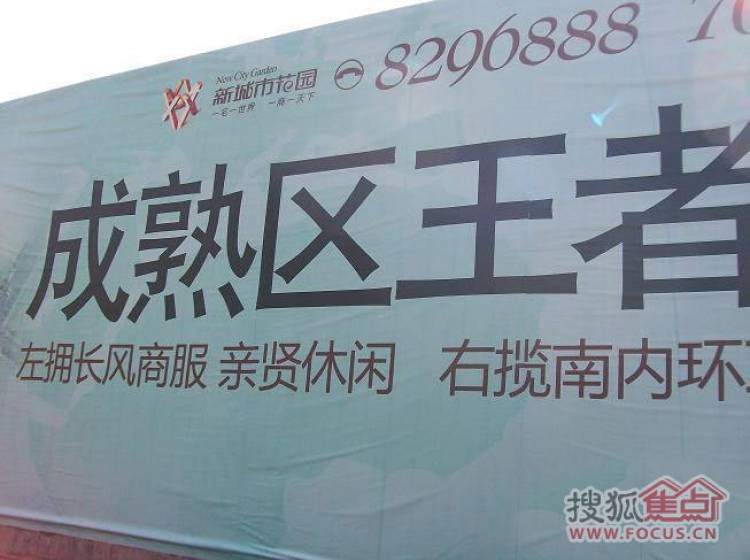 New City Garden
新城市花园
一宅一世界 一商一天下
8296888 70
成熟区王者
左拥长风商服 亲贤休闲 右揽南内环
搜狐焦点
WWW.FOCUS.CN